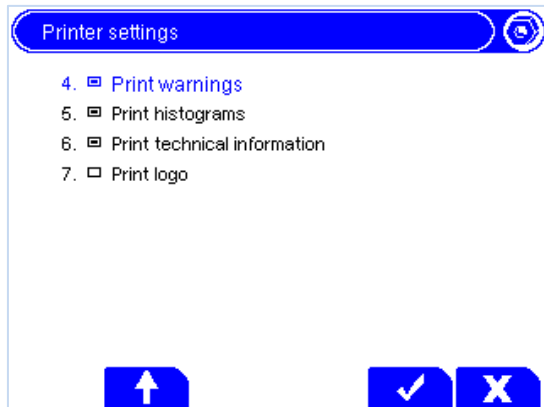 Printer settings
4. Print warnings
5. Print histograms
6. Print technical information
7. Print logo